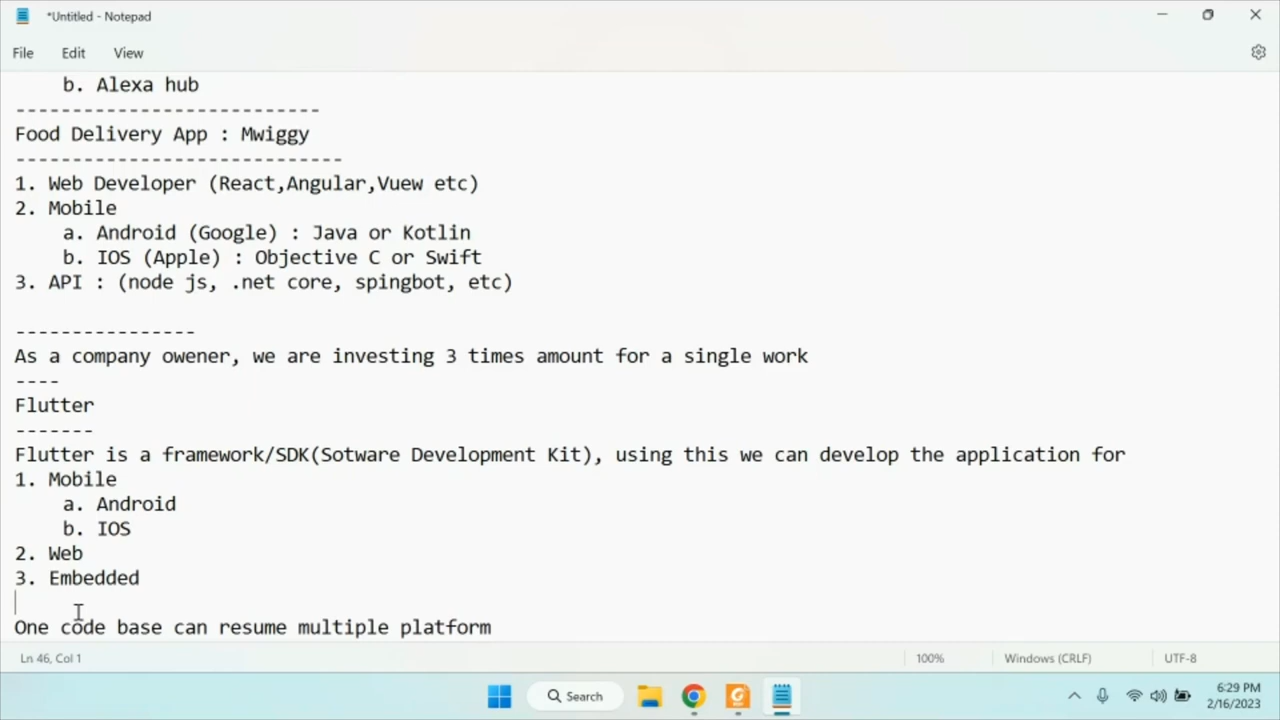 *Untitled - Notepad
File Edit View
b. Alexa hub
---------------------------
Food Delivery App : Mwiggy
-----------------------------
1. Web Developer (React,Angular,Vuew etc)
2. Mobile
a. Android (Google) : Java or Kotlin
b. IOS (Apple) : Objective C or Swift
3. API : (node js, .net core, spingbot, etc)
----------------
As a company owener, we are investing 3 times amount for a single work
----
Flutter
-------
Flutter is a framework/SDK(Sotware Development Kit), using this we can develop the application for
1. Mobile
a. Android
b. IOS
2. Web
3. Embedded
One code base can resume multiple platform
Ln 46, Col 1 100% Windows (CRLF) UTF-8
Search 6:29 PM
2/16/2023